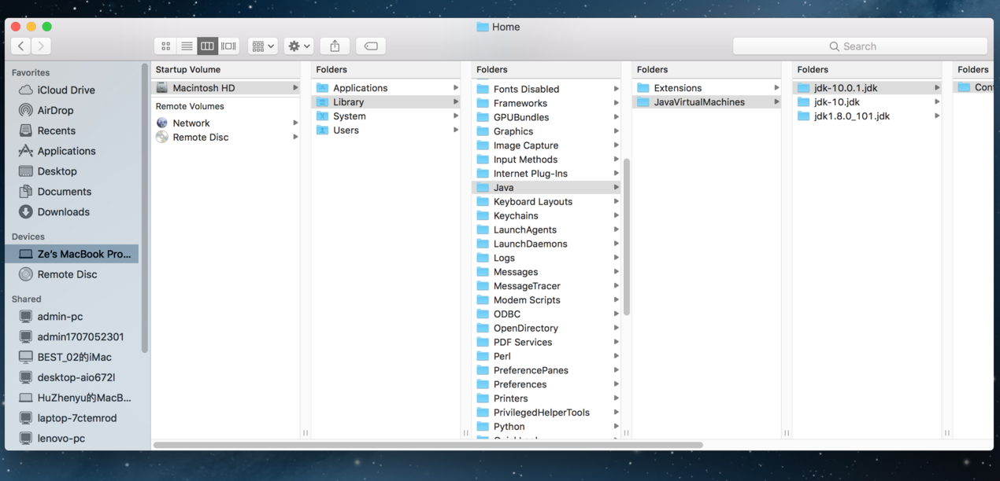 Home
Search
Favorites
iCloud Drive
AirDrop
Recents
Applications
Desktop
Documents
Downloads
Devices
Ze's MacBook Pro...
Remote Disc
Shared
admin-pc
admin1707052301
BEST_02的iMac
desktop-aio672l
HuZhenyu的MacB...
laptop-7ctemrod
lenovo-pc
Startup Volume
Macintosh HD
Remote Volumes
Network
Remote Disc
Folders
Applications
Library
System
Users
Folders
Fonts Disabled
Frameworks
GPUBundles
Graphics
Image Capture
Input Methods
Internet Plug-Ins
Java
Keyboard Layouts
Keychains
LaunchAgents
LaunchDaemons
Logs
Messages
MessageTracer
Modem Scripts
ODBC
OpenDirectory
PDF Services
Perl
PreferencePanes
Preferences
Printers
PrivilegedHelperTools
Python
Folders
Extensions
JavaVirtualMachines
Folders
jdk-10.0.1.jdk
jdk-10.jdk
jdk1.8.0_101.jdk
Folders
Cont